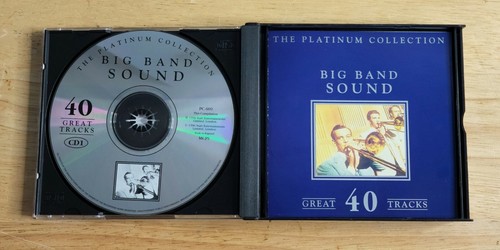 THE PLATINUM COLLECTION
BIG BAND
SOUND
40
GREAT
TRACKS
CD1
THE PLATINUM COLLECTION
BIG BAND
SOUND
GREAT 40 TRACKS